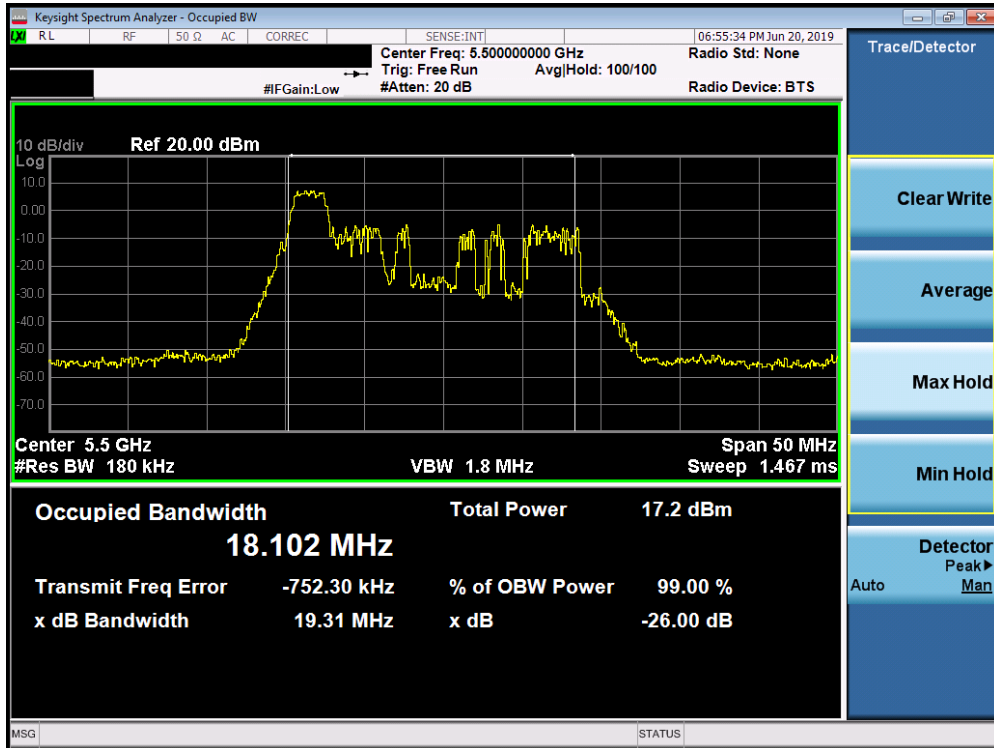 Keysight Spectrum Analyzer - Occupied BW
LXI RL RF 50 Ω AC CORREC SENSE:INT 06:55:34 PM Jun 20, 2019
Center Freq: 5.500000000 GHz Radio Std: None
Trig: Free Run Avg|Hold: 100/100
#IFGain:Low #Atten: 20 dB Radio Device: BTS
Trace/Detector
10 dB/div Ref 20.00 dBm
Log
10.0
0.00
-10.0
-20.0
-30.0
-40.0
-50.0
-60.0
-70.0
Center 5.5 GHz Span 50 MHz
#Res BW 180 kHz VBW 1.8 MHz Sweep 1.467 ms
Occupied Bandwidth Total Power 17.2 dBm
18.102 MHz
Transmit Freq Error -752.30 kHz % of OBW Power 99.00 %
x dB Bandwidth 19.31 MHz x dB -26.00 dB
Clear Write
Average
Max Hold
Min Hold
Detector
Peak▶
Auto Man
MSG STATUS